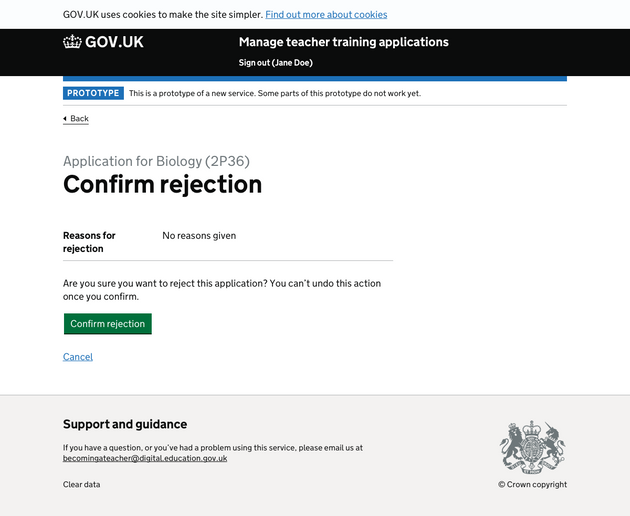 GOV.UK uses cookies to make the site simpler. Find out more about cookies
GOV.UK
Manage teacher training applications
Sign out (Jane Doe)
PROTOTYPE This is a prototype of a new service. Some parts of this prototype do not work yet.
Back
Application for Biology (2P36)
Confirm rejection
Reasons for
rejection
No reasons given
Are you sure you want to reject this application? You can’t undo this action
once you confirm.
Confirm rejection
Cancel
Support and guidance
If you have a question, or you’ve had a problem using this service, please email us at
becomingateacher@digital.education.gov.uk
Clear data
© Crown copyright